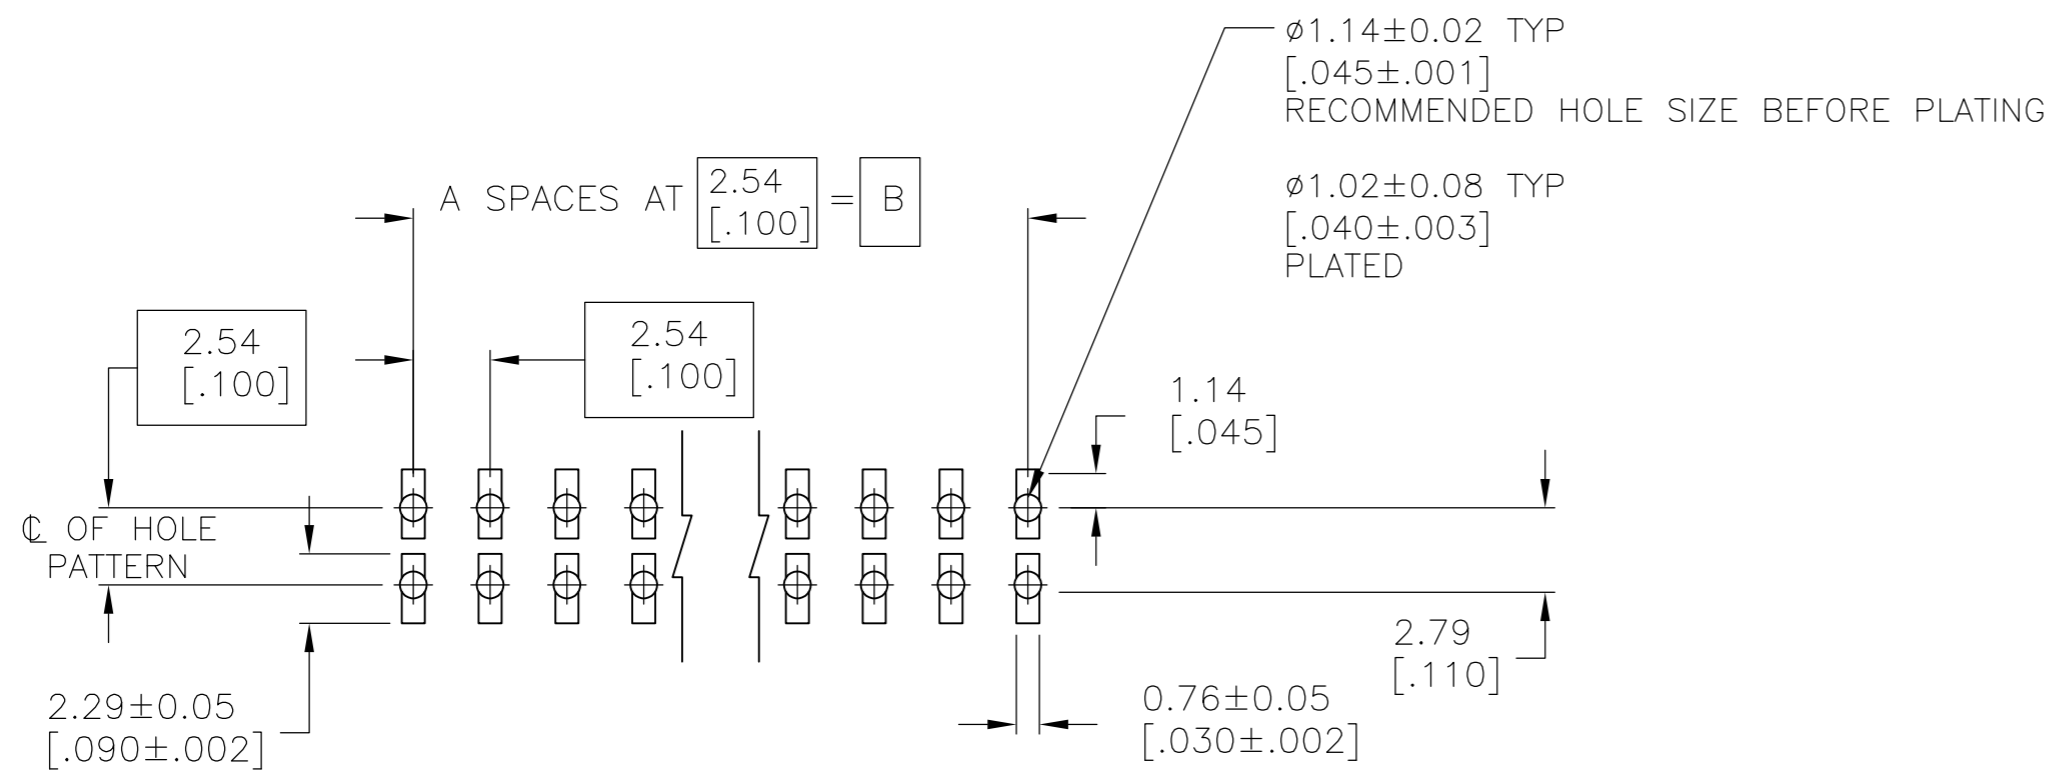 ⌀1.14±0.02 TYP
[.045±.001]
RECOMMENDED HOLE SIZE BEFORE PLATING
⌀1.02±0.08 TYP
[.040±.003]
PLATED
A SPACES AT 2.54 [.100] = B
2.54
[.100]
2.54
[.100]
1.14
[.045]
℄ OF HOLE
PATTERN
2.29±0.05
[.090±.002]
0.76±0.05
[.030±.002]
2.79
[.110]